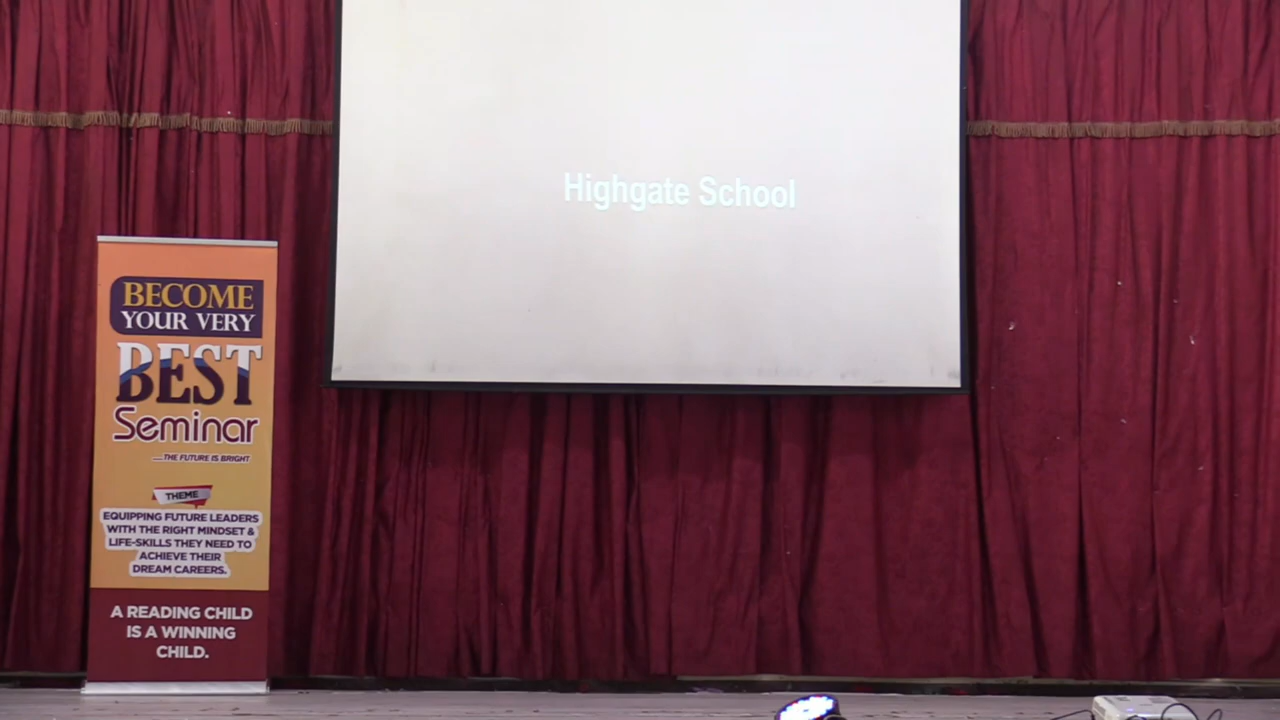 Highgate School
BECOME
YOUR VERY
BEST
Seminar
....THE FUTURE IS BRIGHT
THEME
EQUIPPING FUTURE LEADERS
WITH THE RIGHT MINDSET &
LIFE-SKILLS THEY NEED TO
ACHIEVE THEIR
DREAM CAREERS.
A READING CHILD
IS A WINNING
CHILD.